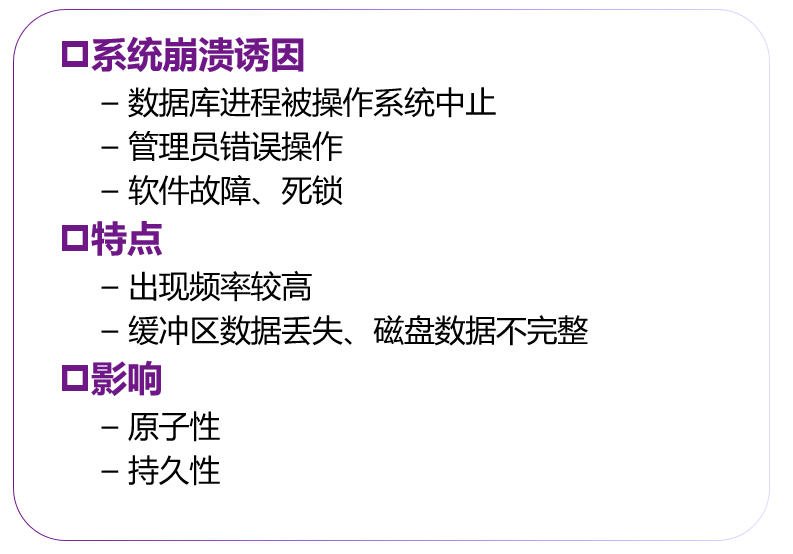 系统崩溃诱因
– 数据库进程被操作系统中止
– 管理员错误操作
– 软件故障、死锁
特点
– 出现频率较高
– 缓冲区数据丢失、磁盘数据不完整
影响
– 原子性
– 持久性